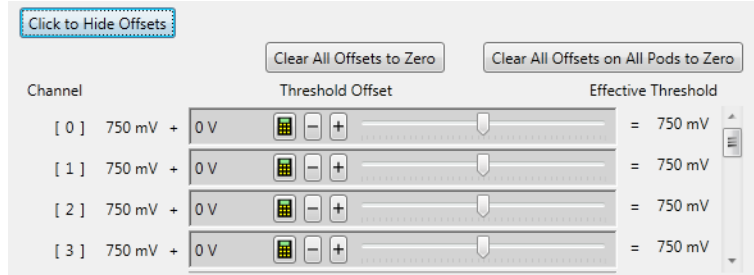 Click to Hide Offsets
Clear All Offsets to Zero Clear All Offsets on All Pods to Zero
Channel Threshold Offset Effective Threshold
[ 0 ] 750 mV + 0 V - + = 750 mV
[ 1 ] 750 mV + 0 V - + = 750 mV
[ 2 ] 750 mV + 0 V - + = 750 mV
[ 3 ] 750 mV + 0 V - + = 750 mV